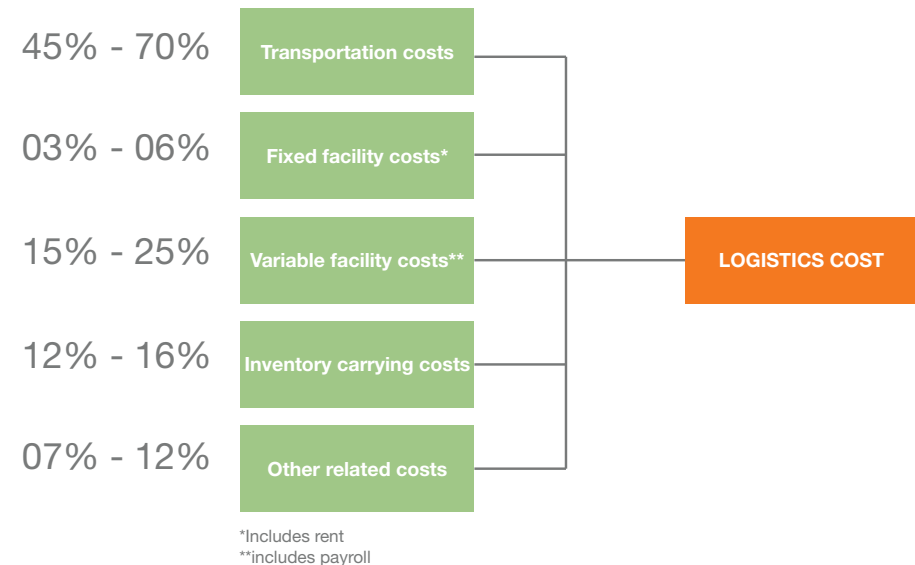 45% - 70%
Transportation costs
03% - 06%
Fixed facility costs*
15% - 25%
Variable facility costs**
LOGISTICS COST
12% - 16%
Inventory carrying costs
07% - 12%
Other related costs
*Includes rent
**includes payroll